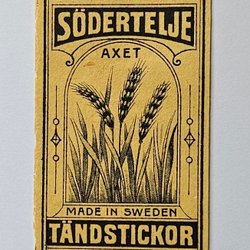 SÖDERTELJE
AXET
MADE IN SWEDEN
TÄNDSTICKOR